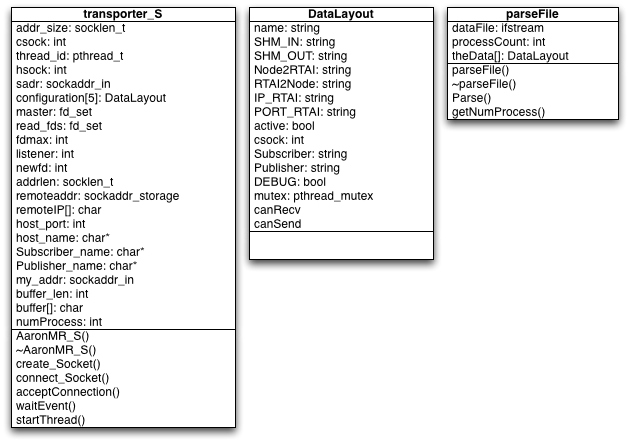 transporter_S
addr_size: socklen_t
csock: int
thread_id: pthread_t
hsock: int
sadr: sockaddr_in
configuration[5]: DataLayout
master: fd_set
read_fds: fd_set
fdmax: int
listener: int
newfd: int
addrlen: socklen_t
remoteaddr: sockaddr_storage
remoteIP[]: char
host_port: int
host_name: char*
Subscriber_name: char*
Publisher_name: char*
my_addr: sockaddr_in
buffer_len: int
buffer[]: char
numProcess: int
AaronMR_S()
~AaronMR_S()
create_Socket()
connect_Socket()
acceptConnection()
waitEvent()
startThread()
DataLayout
name: string
SHM_IN: string
SHM_OUT: string
Node2RTAI: string
RTAI2Node: string
IP_RTAI: string
PORT_RTAI: string
active: bool
csock: int
Subscriber: string
Publisher: string
DEBUG: bool
mutex: pthread_mutex
canRecv
canSend
parseFile
dataFile: ifstream
processCount: int
theData[]: DataLayout
parseFile()
~parseFile()
Parse()
getNumProcess()